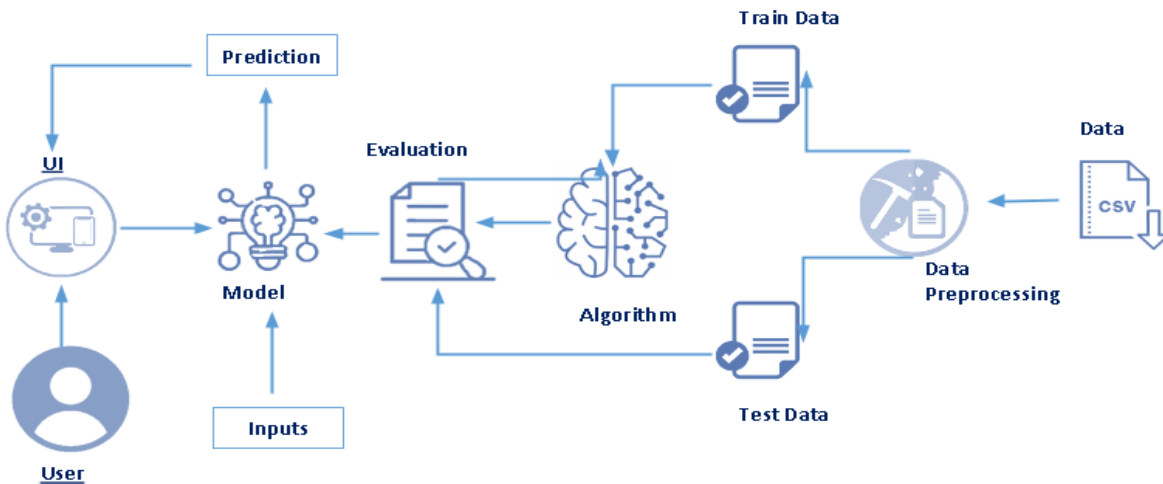 Train Data
Prediction
Data
Evaluation
UI
CSV
Model
Data
Preprocessing
Algorithm
Test Data
Inputs
User